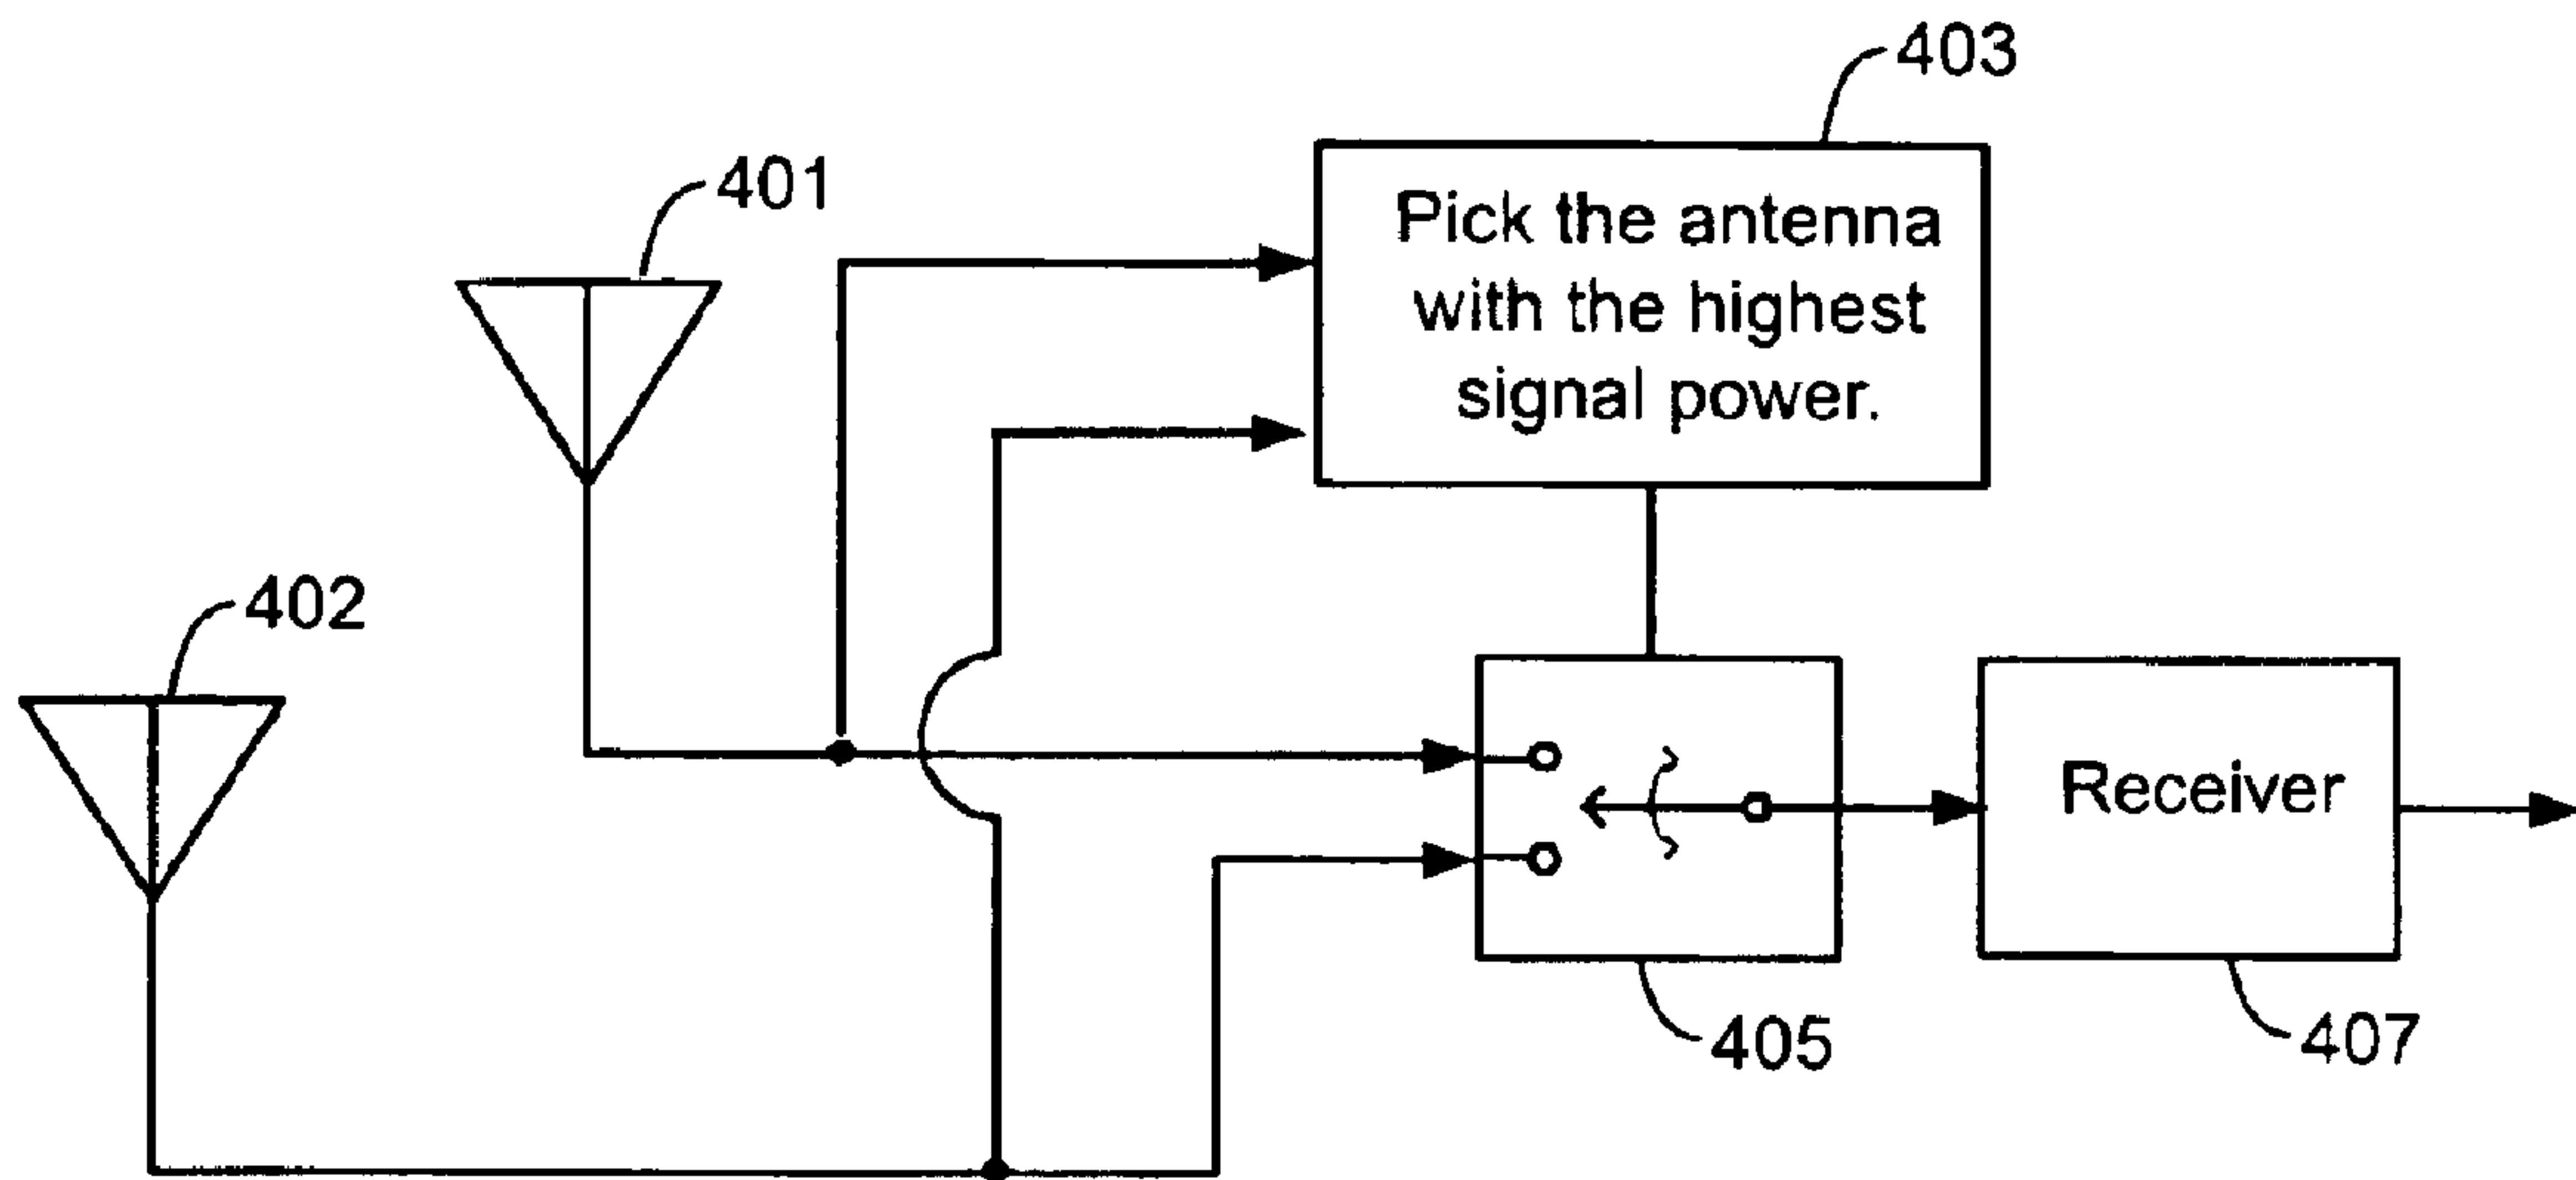 403
401
Pick the antenna
with the highest
signal power.
402
Receiver
405
407